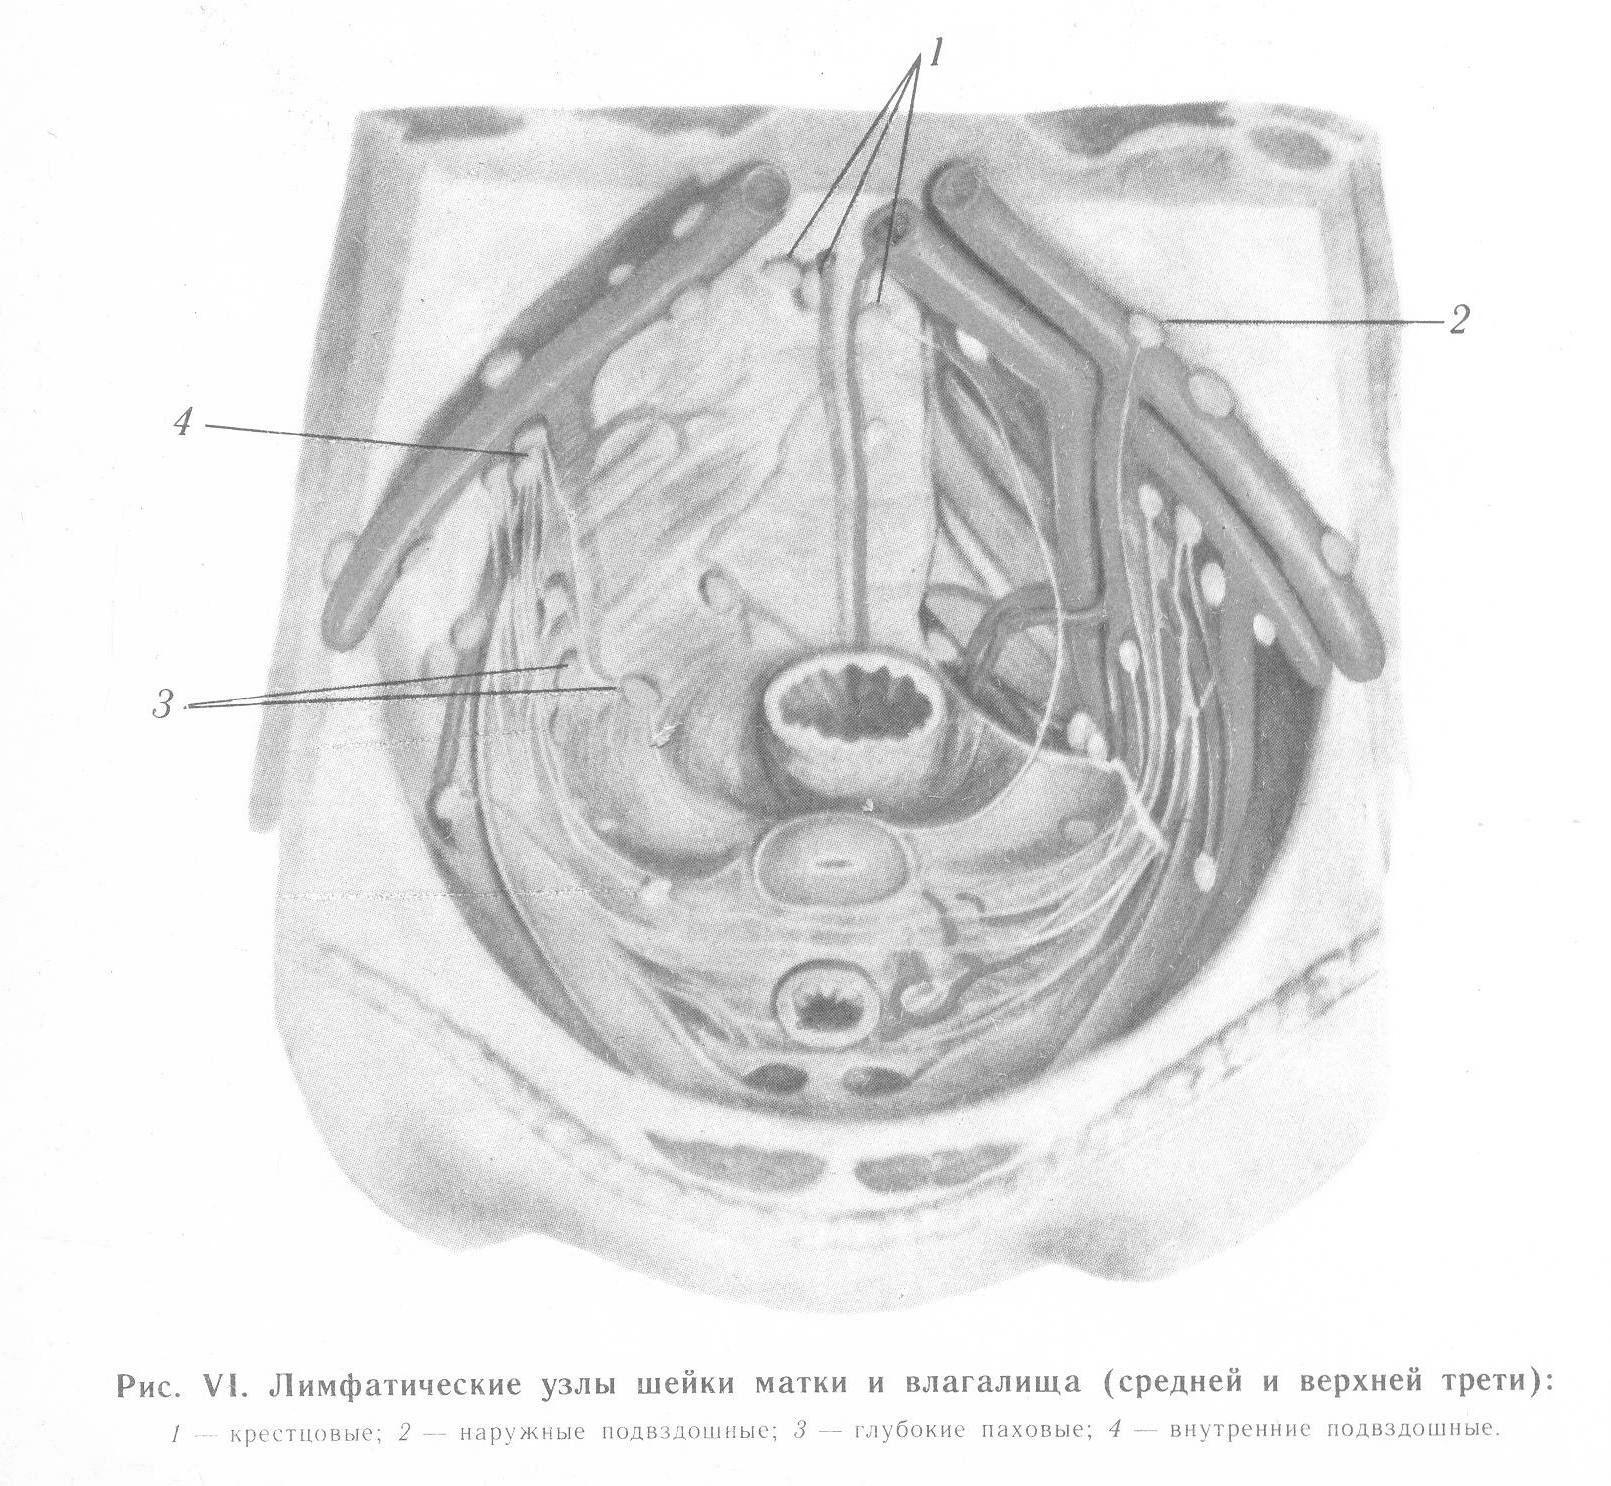 1
2
4
3
Рис. VI. Лимфатические узлы шейки матки и влагалища (средней и верхней трети):
1 — крестцовые; 2 — наружные подвздошные; 3 — глубокие паховые; 4 — внутренние подвздошные.